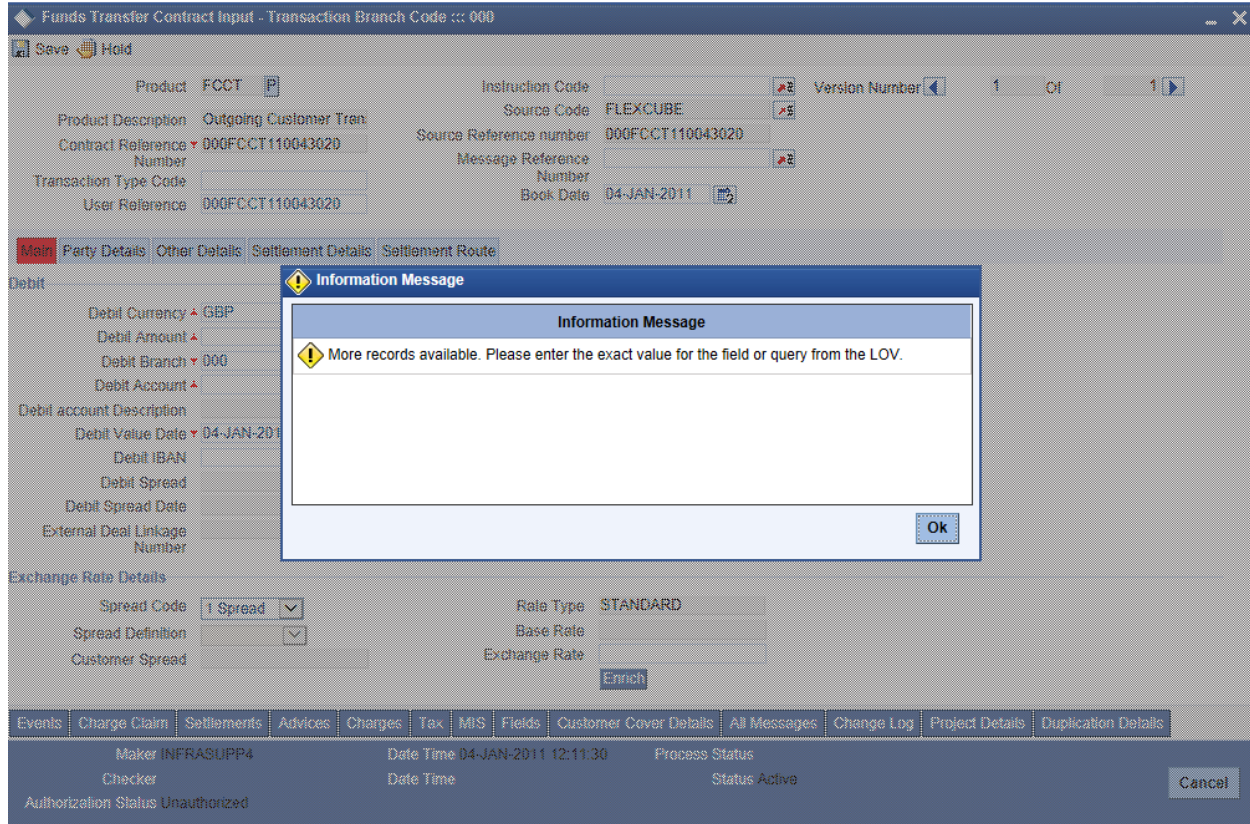 Funds Transfer Contract Input - Transaction Branch Code ::: 000
Save Hold
Product FCCT P Instruction Code Version Number 1 Of 1
Source Code FLEXCUBE
Product Description Outgoing Customer Tran
Source Reference number 000FCCT110043020
Contract Reference Number 000FCCT110043020
Message Reference Number
Transaction Type Code
Book Date 04-JAN-2011
User Reference 000FCCT110043020
Main Party Details Other Details Settlement Details Settlement Route
Debit
Information Message
Information Message
More records available. Please enter the exact value for the field or query from the LOV.
Ok
Debit Currency GBP
Debit Amount
Debit Branch 000
Debit Account
Debit account Description
Debit Value Date 04-JAN-201
Debit IBAN
Debit Spread
Debit Spread Date
External Deal Linkage
Number
Exchange Rate Details
Spread Code 1 Spread Rate Type STANDARD
Spread Definition Base Rate
Customer Spread Exchange Rate
Enrich
Events Charge Claim Settlements Advices Charges Tax MIS Fields Customer Cover Details All Messages Change Log Project Details Duplication Details
Maker INFRASUPP4 Date Time 04-JAN-2011 12:11:30 Process Status
Checker Date Time Status Active
Authorization Status Unauthorized
Cancel